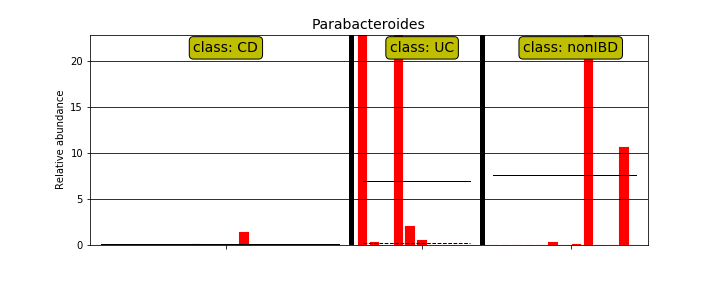 Parabacteroides
class: CD
class: UC
class: nonIBD
Relative abundance
20
15
10
5
0